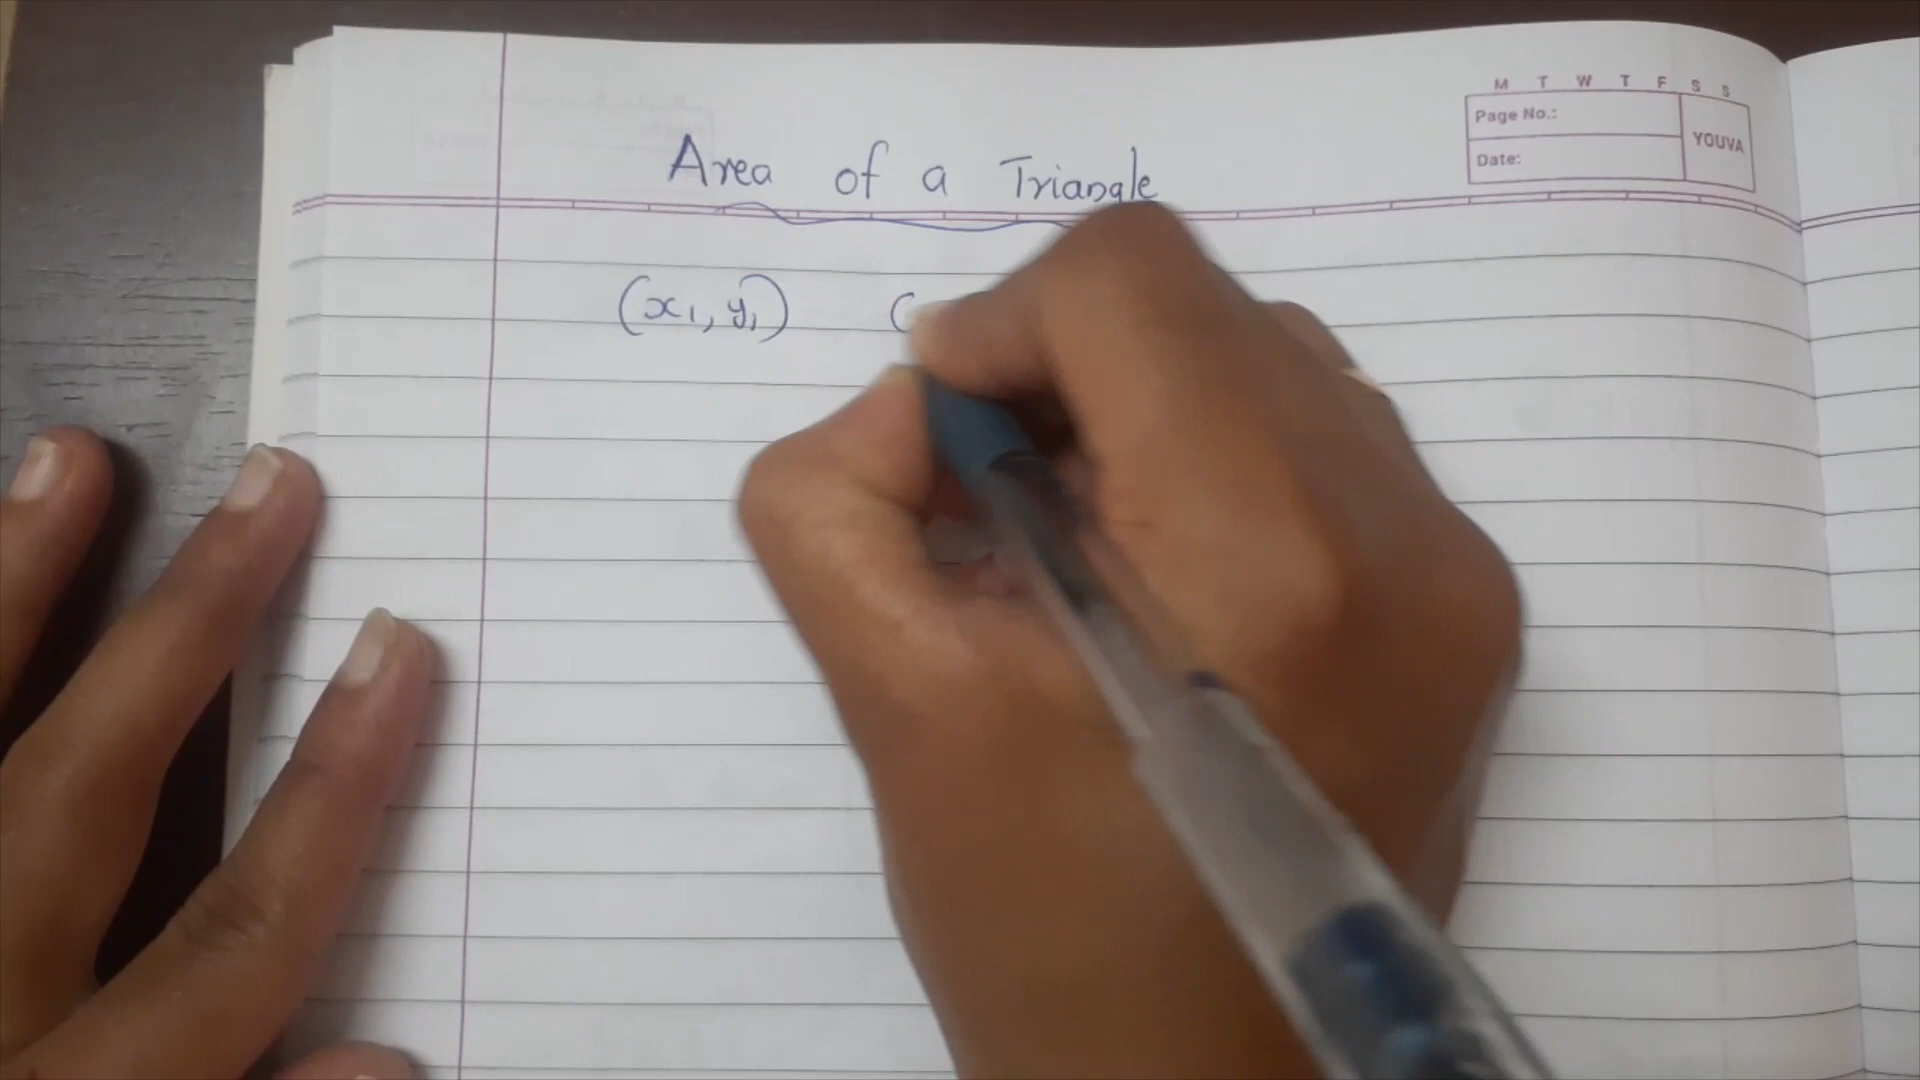 M T W T F S S
Page No.:
YOUVA
Date:
Area of a Triangle
(x₁, y₁) (